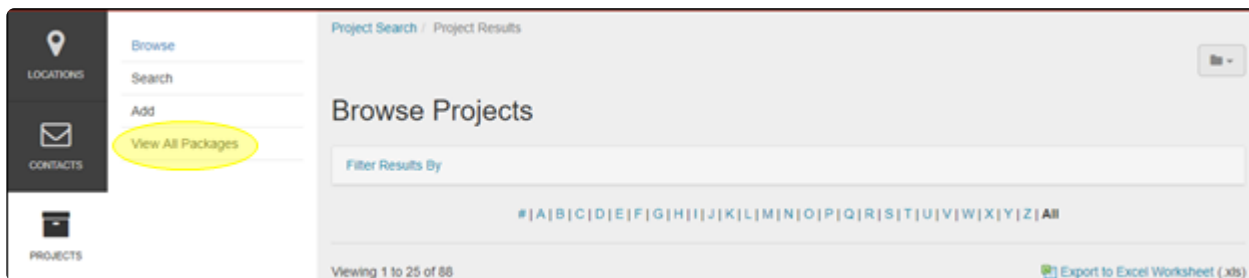 LOCATIONS
CONTACTS
PROJECTS
Browse
Search
Add
View All Packages
Project Search / Project Results
Browse Projects
Filter Results By
# | A | B | C | D | E | F | G | H | I | J | K | L | M | N | O | P | Q | R | S | T | U | V | W | X | Y | Z | All
Viewing 1 to 25 of 88
Export to Excel Worksheet (.xls)